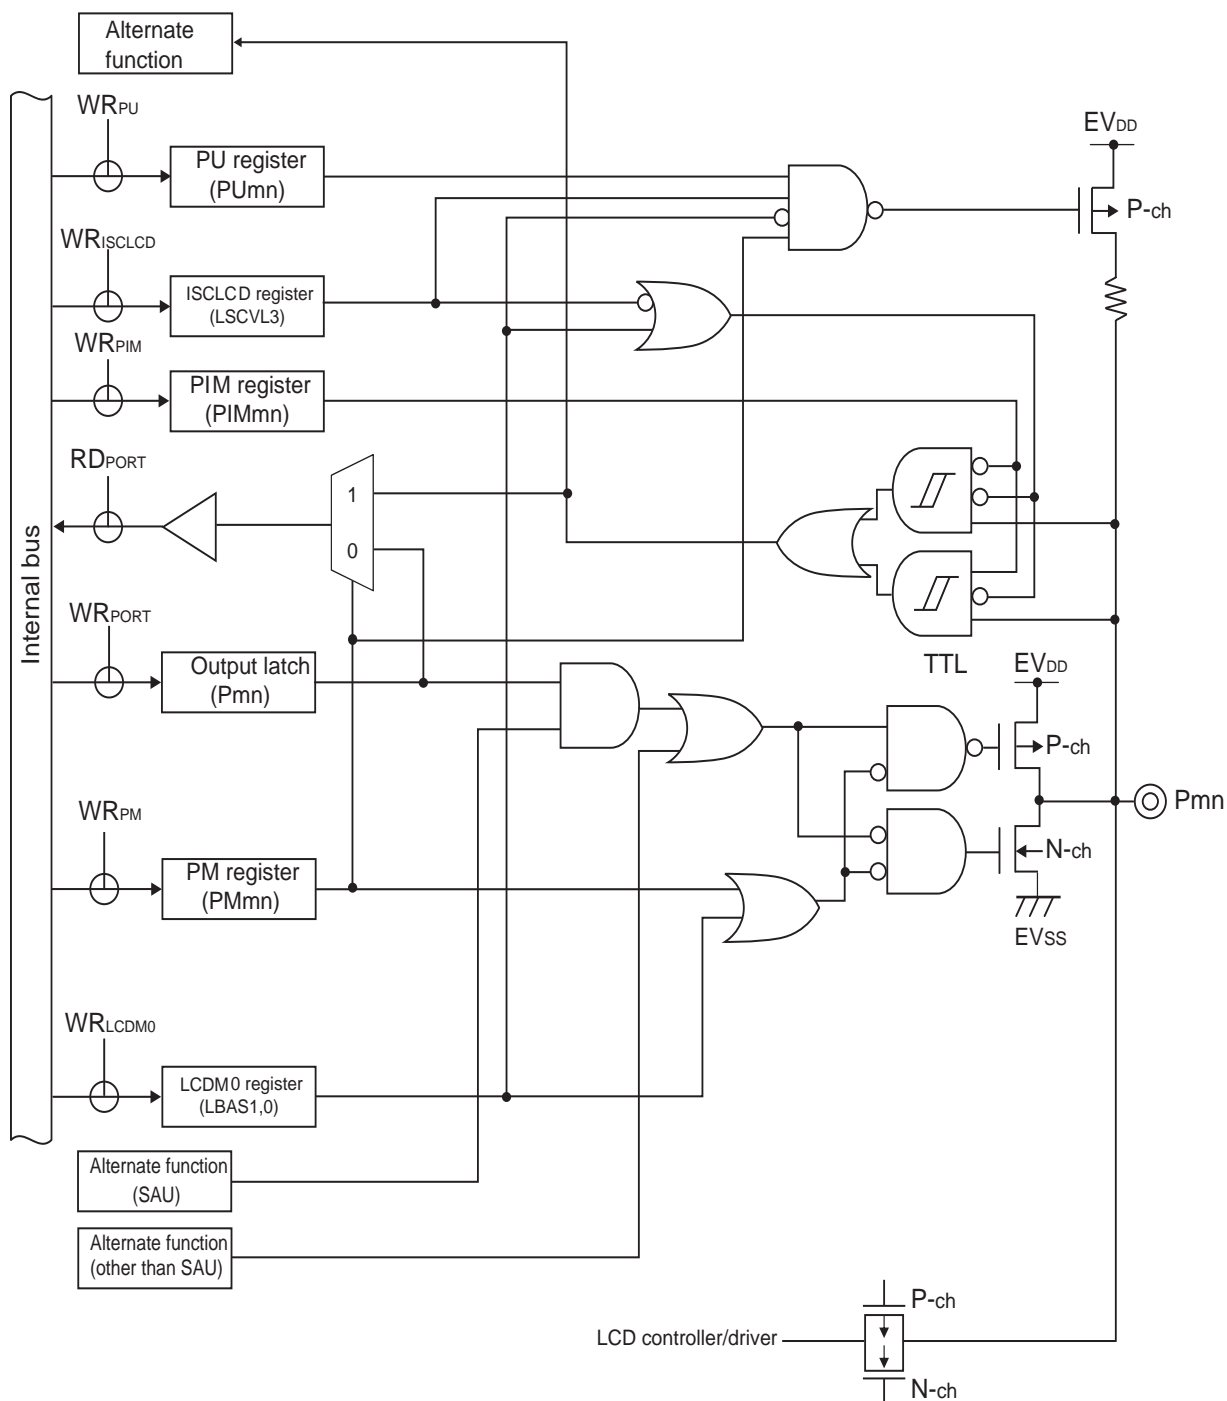 Alternate
function
WRPU
PU register
(PUmn)
EVDD
P-ch
WRISCLCD
ISCLCD register
(LSCVL3)
WRPIM
PIM register
(PIMmn)
RDPORT
1
0
Internal bus
WRPORT
Output latch
(Pmn)
TTL
EVDD
P-ch
Pmn
WRPM
PM register
(PMmn)
N-ch
EVSS
WRLCDM0
LCDM0 register
(LBAS1,0)
Alternate function
(SAU)
Alternate function
(other than SAU)
P-ch
LCD controller/driver
N-ch